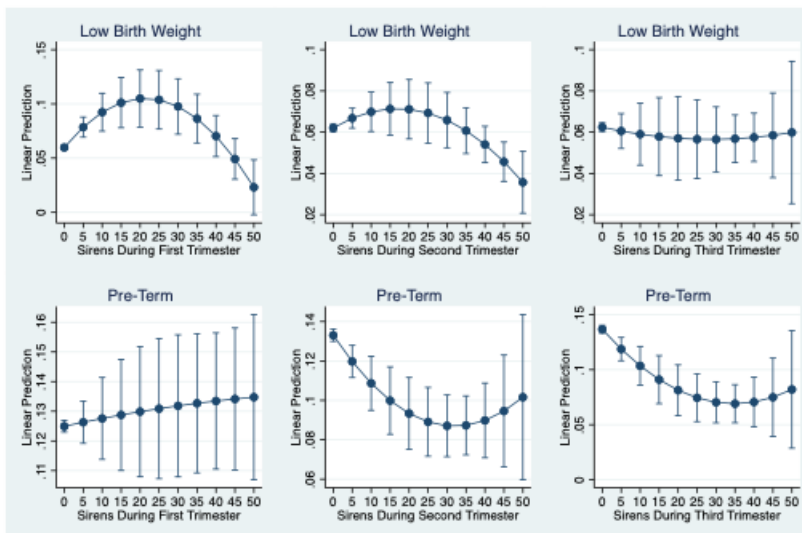 Low Birth Weight
Linear Prediction
.15
.1
.05
0
0 5 10 15 20 25 30 35 40 45 50
Sirens During First Trimester
Low Birth Weight
Linear Prediction
.1
.08
.06
.04
.02
0 5 10 15 20 25 30 35 40 45 50
Sirens During Second Trimester
Low Birth Weight
Linear Prediction
.1
.08
.06
.04
.02
0 5 10 15 20 25 30 35 40 45 50
Sirens During Third Trimester
Pre-Term
Linear Prediction
.16
.15
.14
.13
.12
.11
0 5 10 15 20 25 30 35 40 45 50
Sirens During First Trimester
Pre-Term
Linear Prediction
.14
.12
.1
.08
.06
0 5 10 15 20 25 30 35 40 45 50
Sirens During Second Trimester
Pre-Term
Linear Prediction
.15
.1
.05
0
0 5 10 15 20 25 30 35 40 45 50
Sirens During Third Trimester